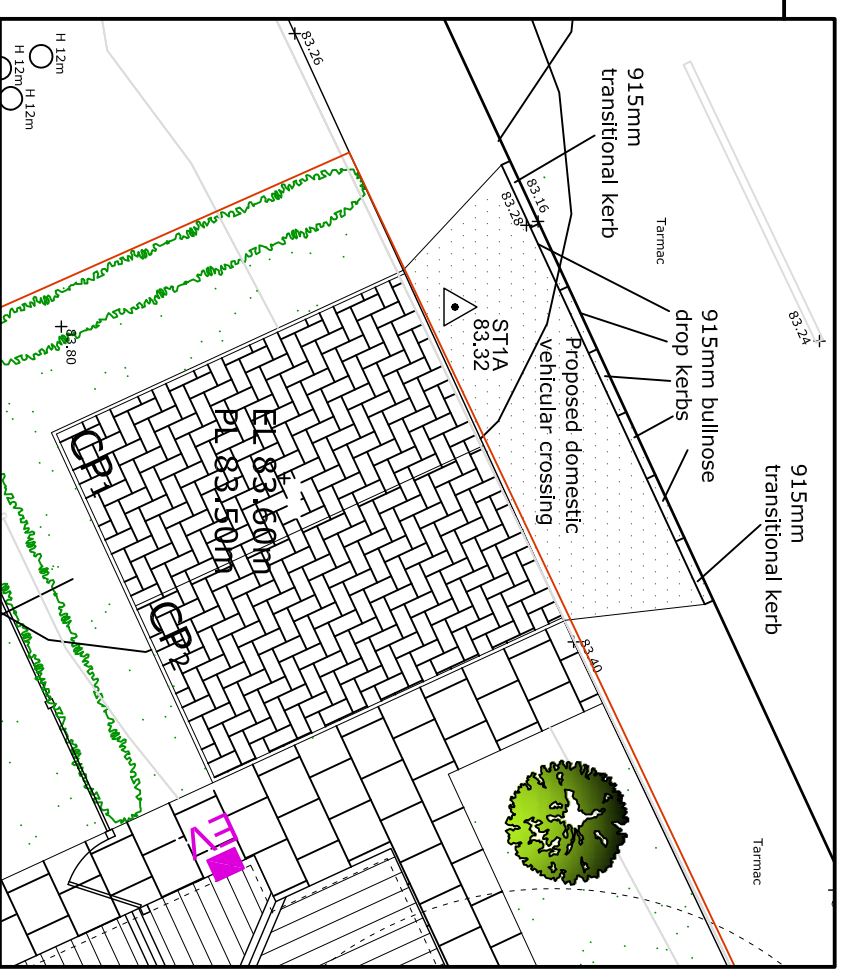 H 12m
H 12m
H 12m
83.26
915mm
transitional kerb
83.16
83.28
Tarmac
83.24
83.80
ST1A
83.32
915mm bullnose
drop kerbs
Proposed domestic
vehicular crossing
EL 83.60m
PL 83.50m
CP1
CP2
915mm
transitional kerb
83.40
EV
Tarmac